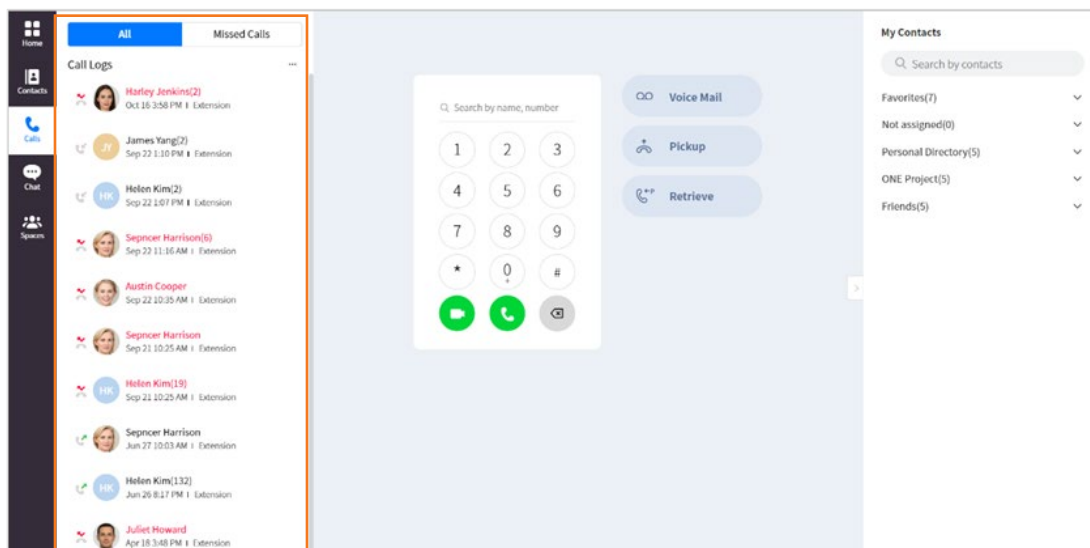 Home
Contacts
Calls
Chat
Spaces
All
Missed Calls
Call Logs
...
Harley Jenkins(2)
Oct 16 3:58 PM I Extension
JY
James Yang(2)
Sep 22 1:10 PM I Extension
HK
Helen Kim(2)
Sep 22 1:07 PM I Extension
Sepncer Harrison(6)
Sep 22 11:16 AM I Extension
Austin Cooper
Sep 22 10:35 AM I Extension
Sepncer Harrison
Sep 21 10:25 AM I Extension
HK
Helen Kim(19)
Sep 21 10:25 AM I Extension
Sepncer Harrison
Jun 27 10:03 AM I Extension
HK
Helen Kim(132)
Jun 26 8:17 PM I Extension
Juliet Howard
Apr 18 3:48 PM I Extension
Search by name, number
1 2 3
4 5 6
7 8 9
* 0 #
+
Voice Mail
Pickup
P
Retrieve
My Contacts
Search by contacts
Favorites(7)
Not assigned(0)
Personal Directory(5)
ONE Project(5)
Friends(5)